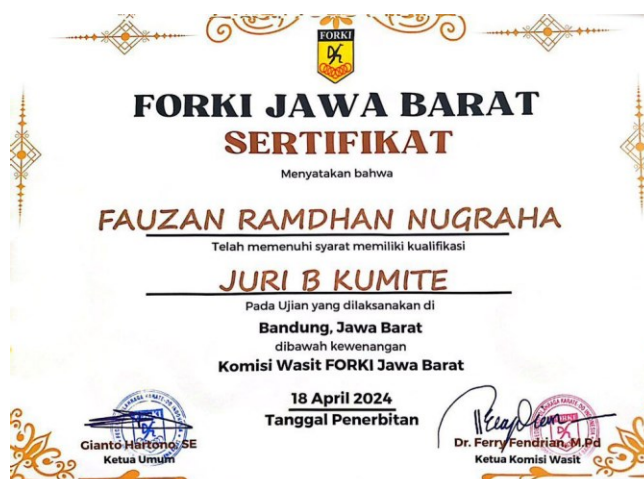 FORKI
FORKI JAWA BARAT
SERTIFIKAT
Menyatakan bahwa
FAUZAN RAMDHAN NUGRAHA
Telah memenuhi syarat memiliki kualifikasi
JURI B KUMITE
Pada Ujian yang dilaksanakan di
Bandung, Jawa Barat
dibawah kewenangan
Komisi Wasit FORKI Jawa Barat
18 April 2024
Tanggal Penerbitan
Gianto Hartono, SE
Ketua Umum
Dr. Ferry Fendrian, M.Pd
Ketua Komisi Wasit